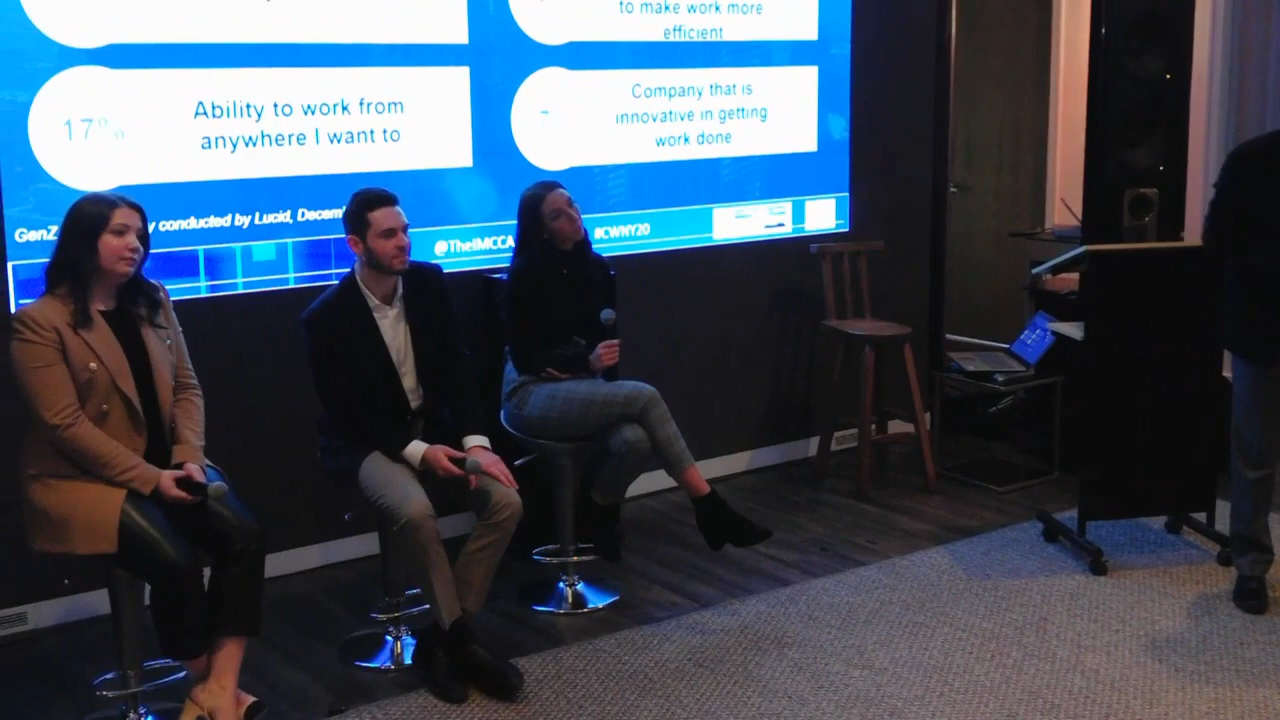 to make work more
efficient
17%
Ability to work from
anywhere I want to
7
Company that is
innovative in getting
work done
GenZ
y conducted by Lucid, Decem
@TheIMCCA
#CWNY20